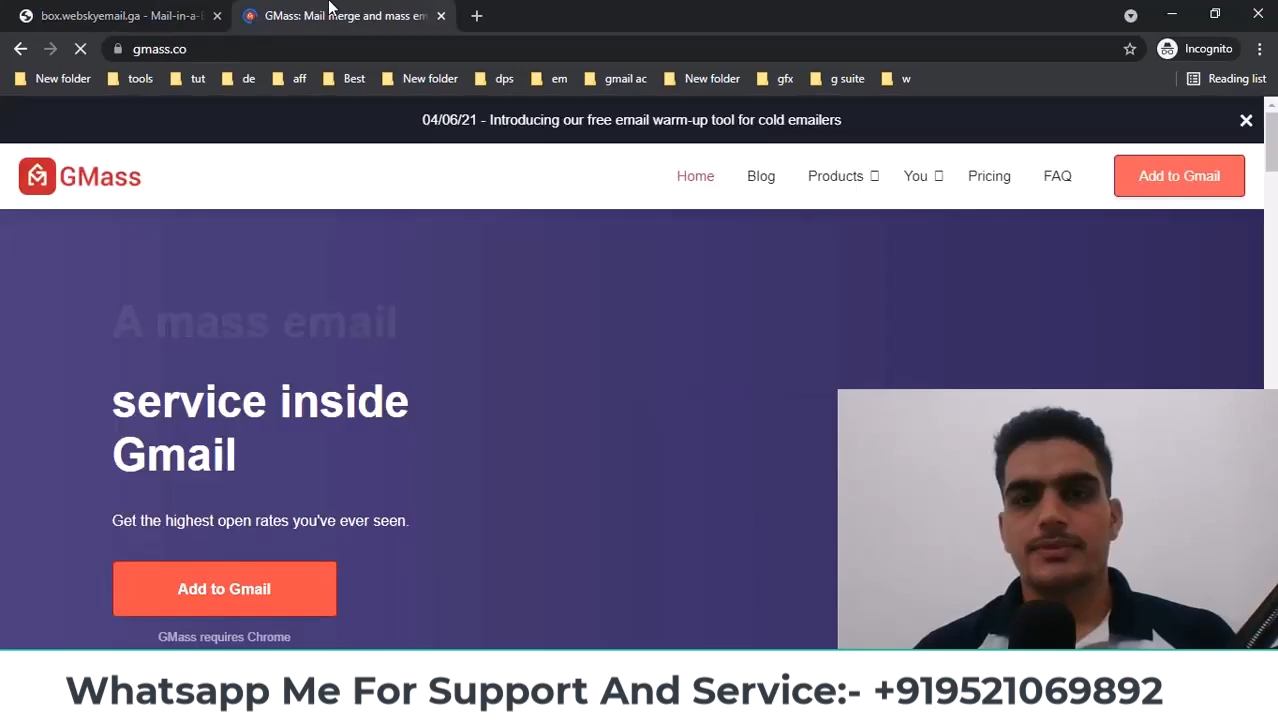 box.webskyemail.ga - Mail-in-a-
GMass: Mail merge and mass em
gmass.co
Incognito
New folder
tools
tut
de
aff
Best
New folder
dps
em
gmail ac
New folder
gfx
g suite
w
Reading list
04/06/21 - Introducing our free email warm-up tool for cold emailers
GMass
Home
Blog
Products
You
Pricing
FAQ
Add to Gmail
A mass email
service inside
Gmail
Get the highest open rates you've ever seen.
Add to Gmail
GMass requires Chrome
Whatsapp Me For Support And Service:- +919521069892